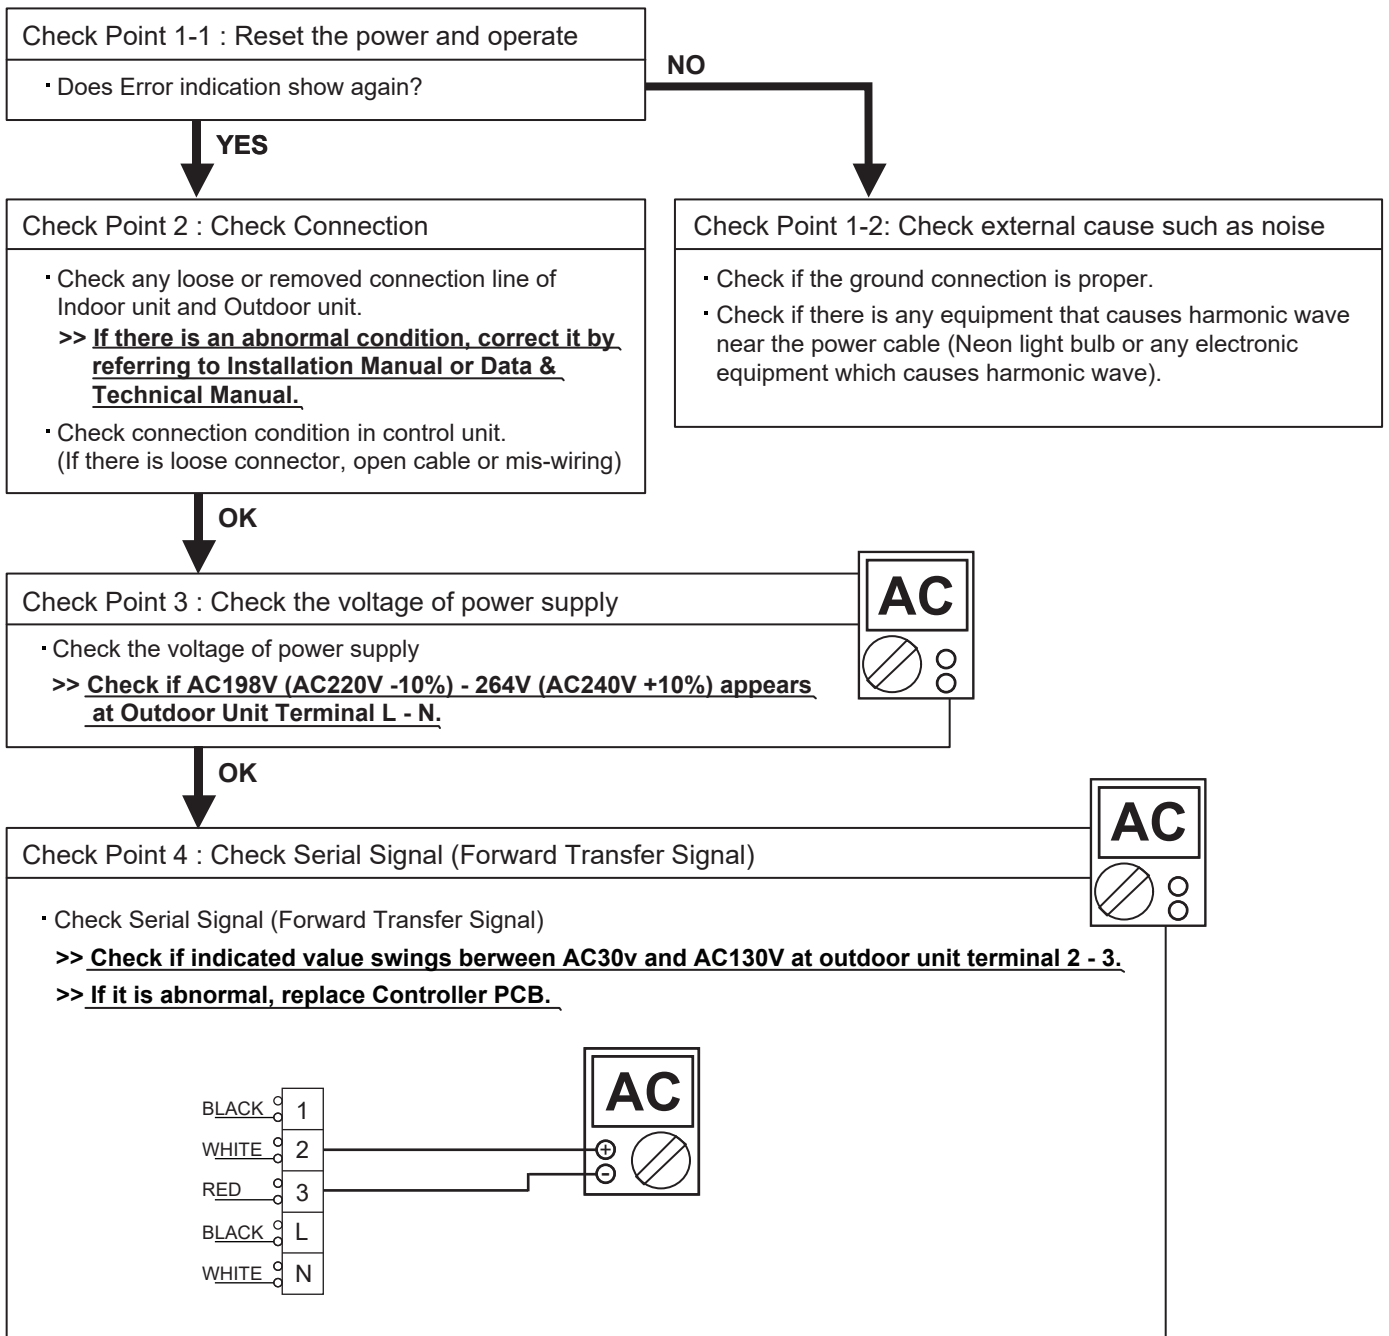 Check Point 1-1 : Reset the power and operate
· Does Error indication show again?
NO
YES
Check Point 2 : Check Connection
· Check any loose or removed connection line of
Indoor unit and Outdoor unit.
>> If there is an abnormal condition, correct it by
referring to Installation Manual or Data &
Technical Manual.
· Check connection condition in control unit.
(If there is loose connector, open cable or mis-wiring)
Check Point 1-2: Check external cause such as noise
· Check if the ground connection is proper.
· Check if there is any equipment that causes harmonic wave
near the power cable (Neon light bulb or any electronic
equipment which causes harmonic wave).
OK
Check Point 3 : Check the voltage of power supply
AC
· Check the voltage of power supply
>> Check if AC198V (AC220V -10%) - 264V (AC240V +10%) appears
at Outdoor Unit Terminal L - N.
OK
Check Point 4 : Check Serial Signal (Forward Transfer Signal)
AC
· Check Serial Signal (Forward Transfer Signal)
>> Check if indicated value swings berween AC30v and AC130V at outdoor unit terminal 2 - 3.
>> If it is abnormal, replace Controller PCB.
AC
BLACK 1
WHITE 2 +
RED 3 -
BLACK L
WHITE N